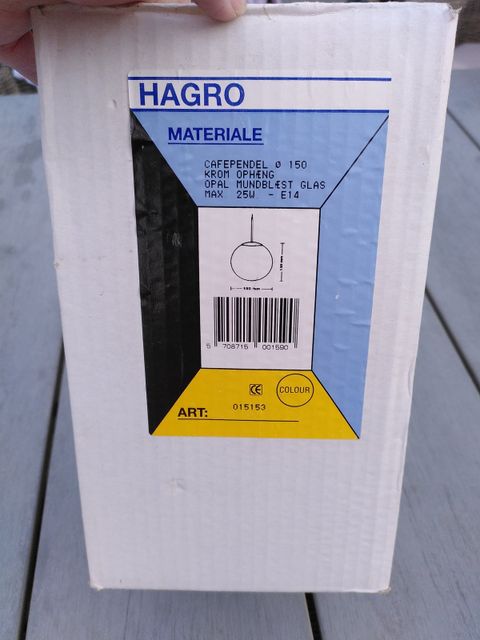 HAGRO
MATERIALE
CAFEPENDEL Ø 150
KROM OPHÆNG
OPAL MUNDBLÆST GLAS
MAX 25W. - E14
5 708715 001590
CE COLOUR
ART: 015153